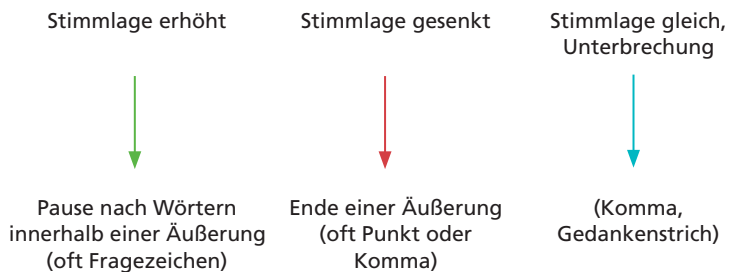 Stimmlage erhöht
Stimmlage gesenkt
Stimmlage gleich,
Unterbrechung
Pause nach Wörtern
innerhalb einer Äußerung
(oft Fragezeichen)
Ende einer Äußerung
(oft Punkt oder
Komma)
(Komma,
Gedankenstrich)